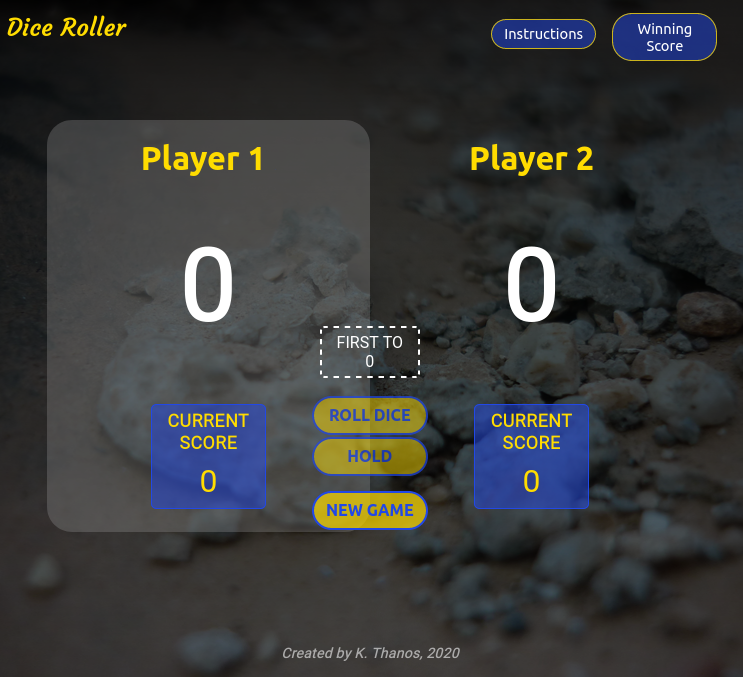 Dice Roller
Instructions
Winning
Score
Player 1
Player 2
0
0
FIRST TO
0
CURRENT
SCORE
0
ROLL DICE
HOLD
NEW GAME
CURRENT
SCORE
0
Created by K. Thanos, 2020